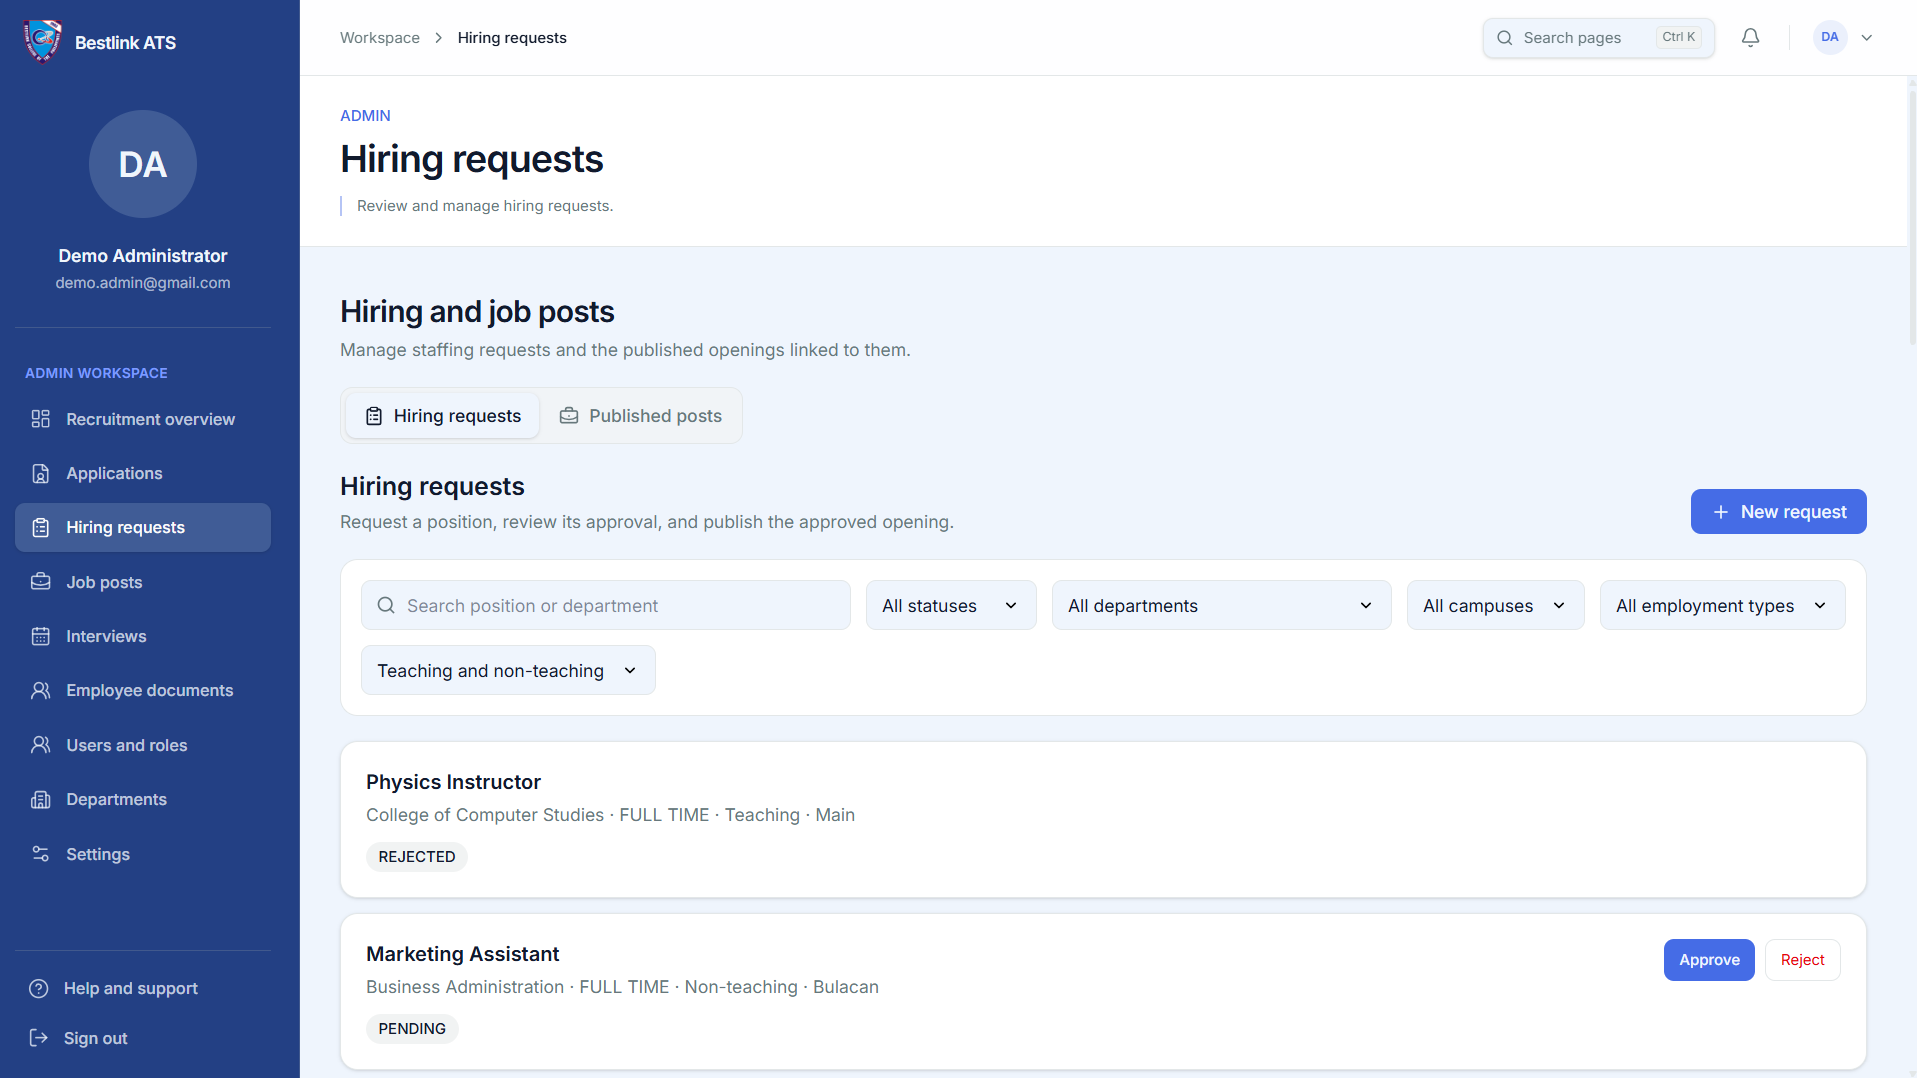 Bestlink ATS
DA
Demo Administrator
demo.admin@gmail.com
ADMIN WORKSPACE
Recruitment overview
Applications
Hiring requests
Job posts
Interviews
Employee documents
Users and roles
Departments
Settings
Help and support
Sign out
Workspace > Hiring requests
Search pages Ctrl K
DA
ADMIN
Hiring requests
Review and manage hiring requests.
Hiring and job posts
Manage staffing requests and the published openings linked to them.
Hiring requests Published posts
Hiring requests
Request a position, review its approval, and publish the approved opening.
+ New request
Search position or department All statuses All departments All campuses All employment types
Teaching and non-teaching
Physics Instructor
College of Computer Studies · FULL TIME · Teaching · Main
REJECTED
Marketing Assistant
Business Administration · FULL TIME · Non-teaching · Bulacan
PENDING
Approve Reject